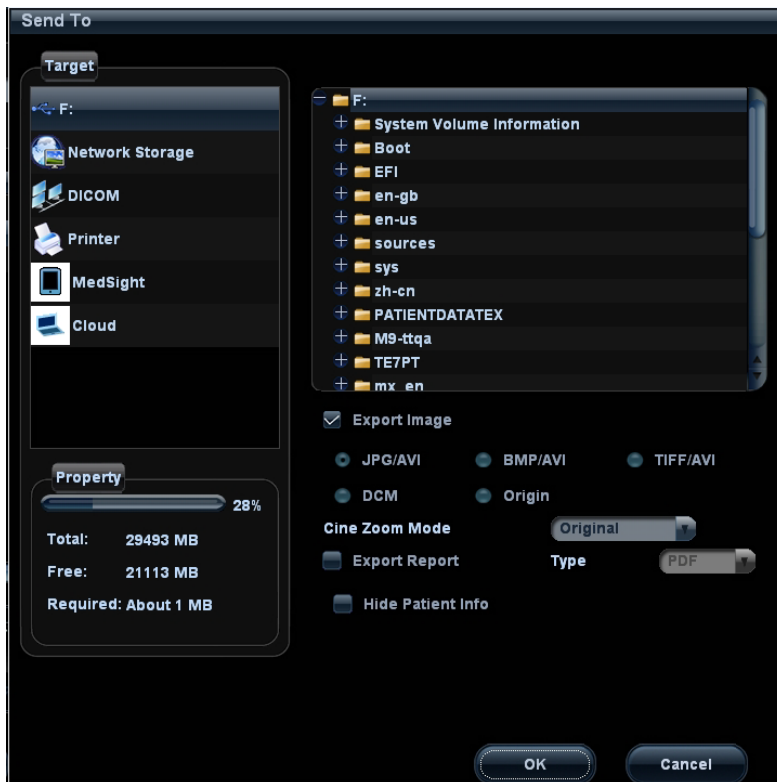 Send To
Target
F:
Network Storage
DICOM
Printer
MedSight
Cloud
Property
28%
Total: 29493 MB
Free: 21113 MB
Required: About 1 MB
F:
System Volume Information
Boot
EFI
en-gb
en-us
sources
sys
zh-cn
PATIENTDATATEX
M9-ttqa
TE7PT
mx_en
Export Image
JPG/AVI BMP/AVI TIFF/AVI
DCM Origin
Cine Zoom Mode Original
Export Report Type PDF
Hide Patient Info
OK Cancel